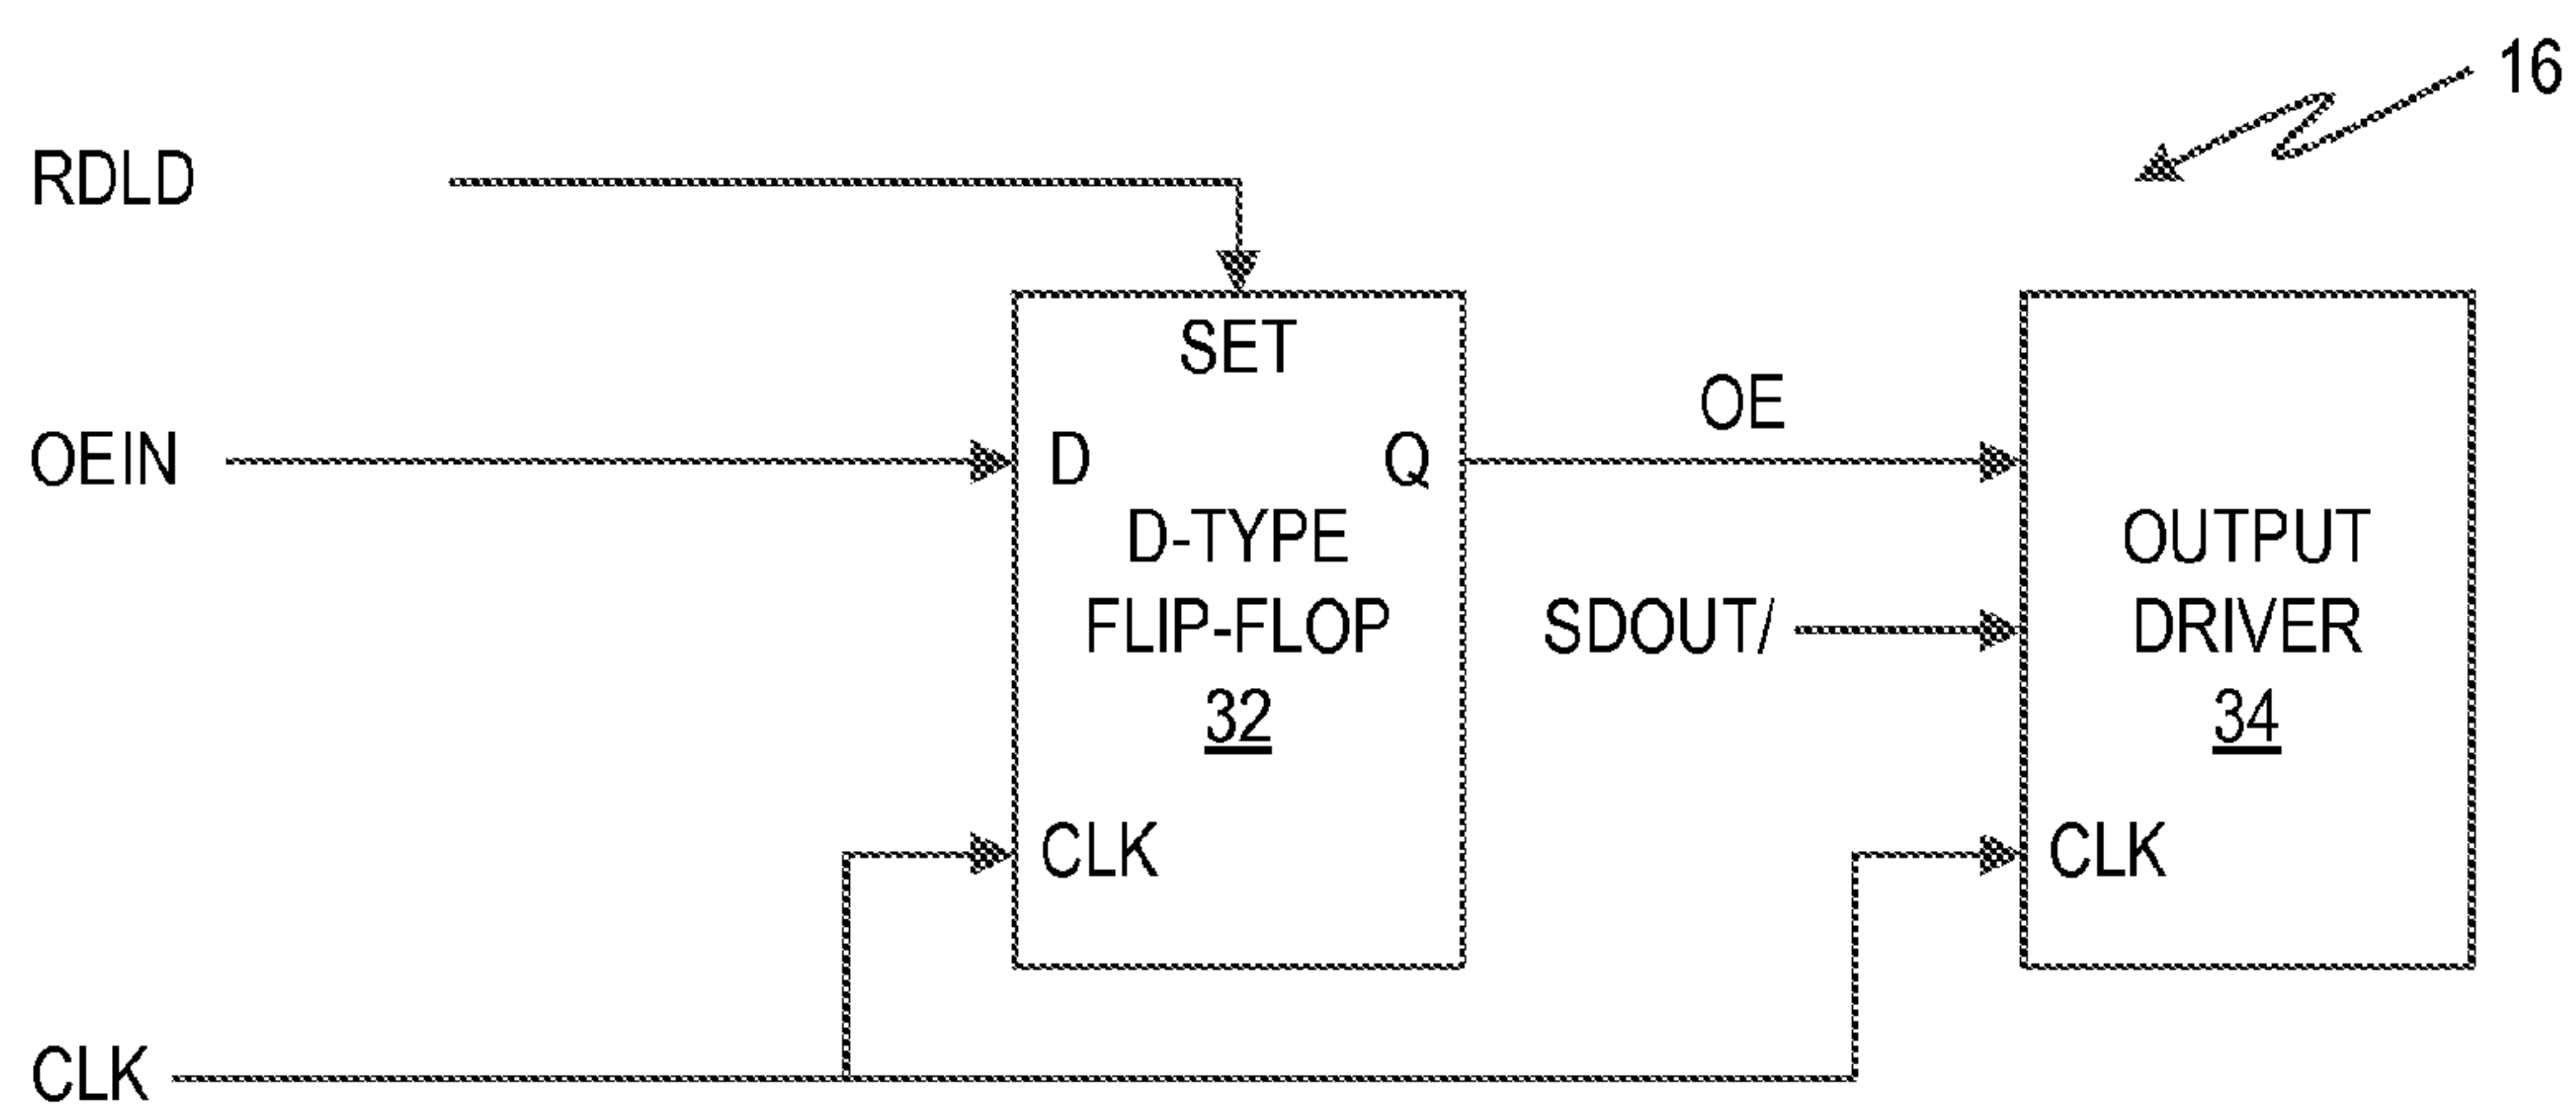 16
RDLD
SET
OEIN
D
Q
OE
D-TYPE
FLIP-FLOP
32
SDOUT/
OUTPUT
DRIVER
34
CLK
CLK
CLK